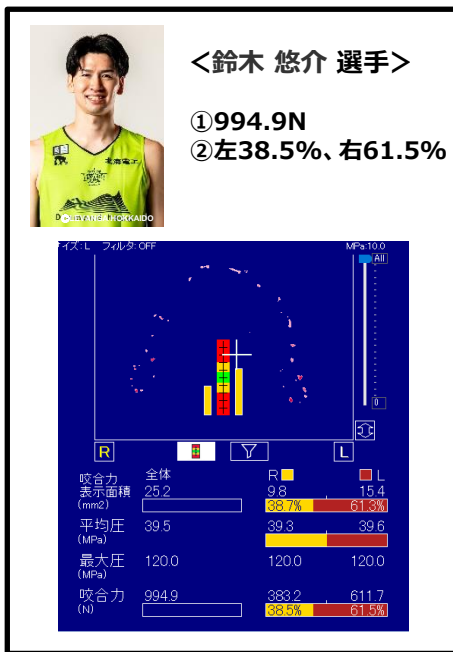 ＜鈴木 悠介 選手＞
①994.9N
②左38.5%、右61.5%
北海電工
イズ: L フィルタ: OFF MPa:10.0
All
0
R L
咬合力 全体 R L
表示面積 25.2 9.8 15.4
(mm2) 38.7% 61.3%
平均圧 39.5 39.3 39.6
(MPa)
最大圧 120.0 120.0 120.0
(MPa)
咬合力 994.9 383.2 611.7
(N) 38.5% 61.5%